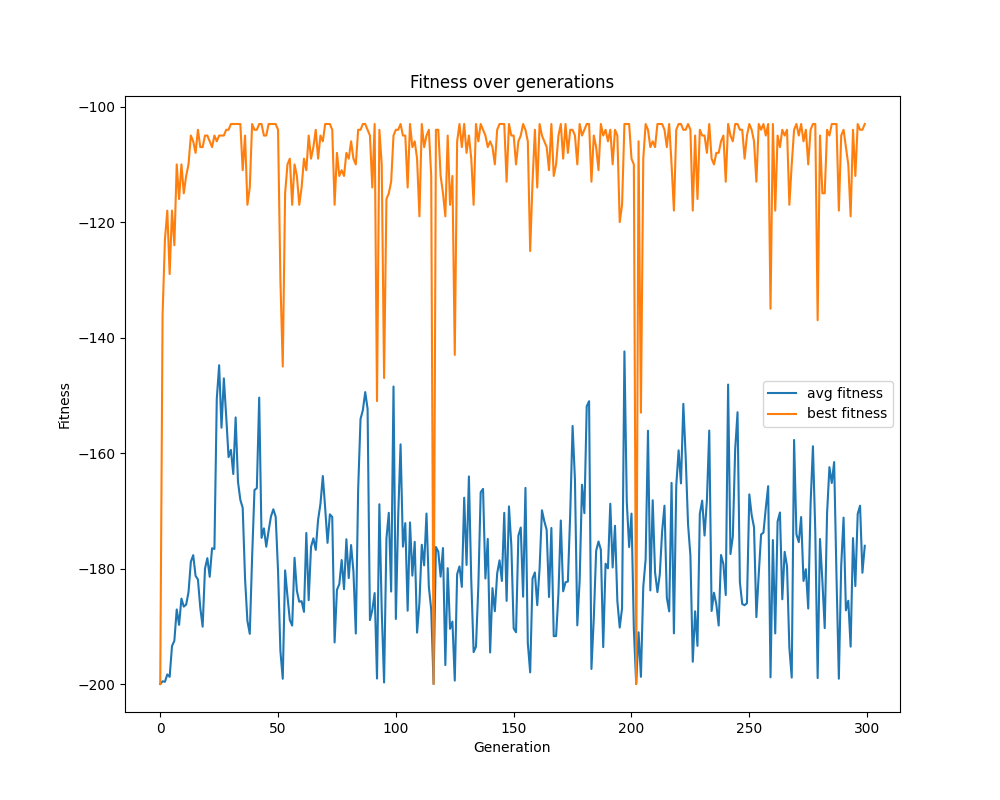 Fitness over generations
−100
−120
−140
−160
−180
−200
Fitness
avg fitness
best fitness
0 50 100 150 200 250 300
Generation